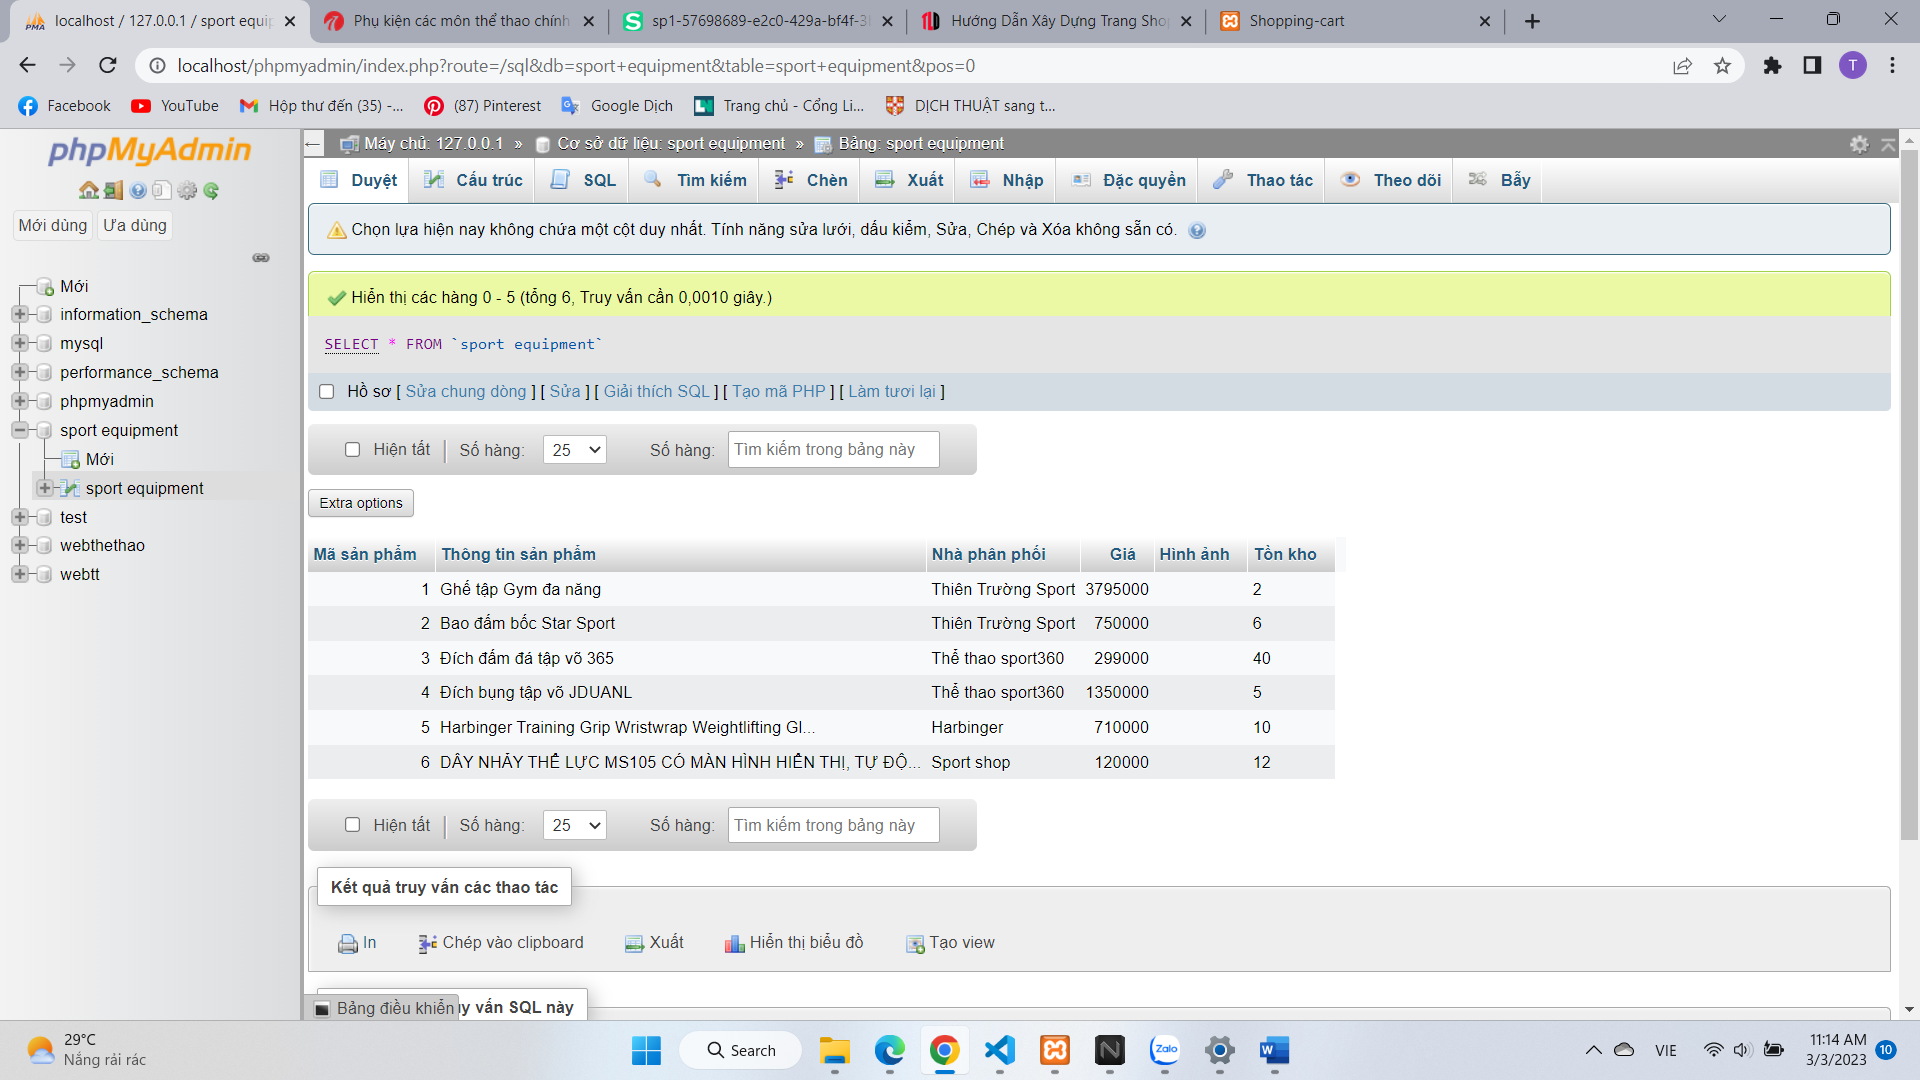 localhost / 127.0.0.1 / sport equip
Phụ kiện các môn thể thao chính
sp1-57698689-e2c0-429a-bf4f-3
Hướng Dẫn Xây Dựng Trang Sho
Shopping-cart
localhost/phpmyadmin/index.php?route=/sql&db=sport+equipment&table=sport+equipment&pos=0
T
Facebook
YouTube
Hộp thư đến (35) -...
(87) Pinterest
Google Dịch
Trang chủ - Cổng Li...
DỊCH THUẬT sang t...
phpMyAdmin
Mới dùng
Ưa dùng
Mới
information_schema
mysql
performance_schema
phpmyadmin
sport equipment
Mới
sport equipment
test
webthethao
webtt
Máy chủ: 127.0.0.1 » Cơ sở dữ liệu: sport equipment » Bảng: sport equipment
Duyệt
Cấu trúc
SQL
Tìm kiếm
Chèn
Xuất
Nhập
Đặc quyền
Thao tác
Theo dõi
Bẫy
Chọn lựa hiện nay không chứa một cột duy nhất. Tính năng sửa lưới, dấu kiểm, Sửa, Chép và Xóa không sẵn có.
Hiển thị các hàng 0 - 5 (tổng 6, Truy vấn cần 0,0010 giây.)
SELECT * FROM `sport equipment`
Hồ sơ [ Sửa chung dòng ] [ Sửa ] [ Giải thích SQL ] [ Tạo mã PHP ] [ Làm tươi lại ]
Hiện tất
Số hàng:
25
Số hàng:
Tìm kiếm trong bảng này
Extra options
Mã sản phẩm Thông tin sản phẩm Nhà phân phối Giá Hình ảnh Tồn kho
1 Ghế tập Gym đa năng Thiên Trường Sport 3795000 2
2 Bao đấm bốc Star Sport Thiên Trường Sport 750000 6
3 Đích đấm đá tập võ 365 Thể thao sport360 299000 40
4 Đích bụng tập võ JDUANL Thể thao sport360 1350000 5
5 Harbinger Training Grip Wristwrap Weightlifting Gl... Harbinger 710000 10
6 DÂY NHẢY THỂ LỰC MS105 CÓ MÀN HÌNH HIỂN THỊ, TỰ ĐỘ... Sport shop 120000 12
Hiện tất
Số hàng:
25
Số hàng:
Tìm kiếm trong bảng này
Kết quả truy vấn các thao tác
In
Chép vào clipboard
Xuất
Hiển thị biểu đồ
Tạo view
Bảng điều khiển
uy vấn SQL này
29°C
Nắng rải rác
Search
Zalo
VIE
11:14 AM
3/3/2023
10